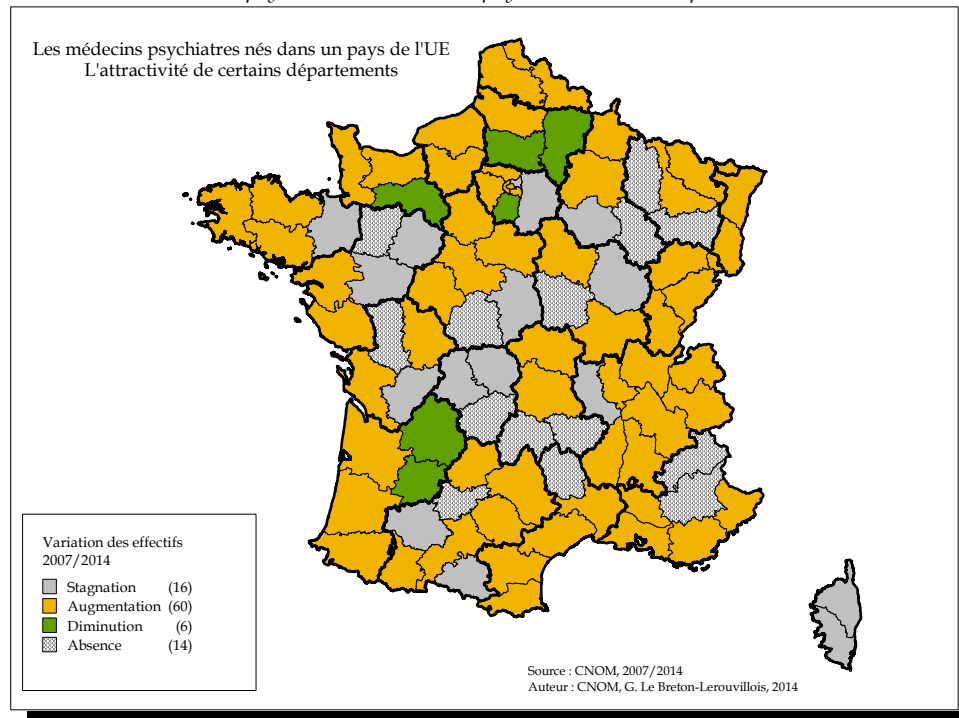 Les médecins psychiatres nés dans un pays de l'UE
L'attractivité de certains départements
Variation des effectifs
2007/2014
Stagnation (16)
Augmentation (60)
Diminution (6)
Absence (14)
Source : CNOM, 2007/2014
Auteur : CNOM, G. Le Breton-Lerouvillois, 2014